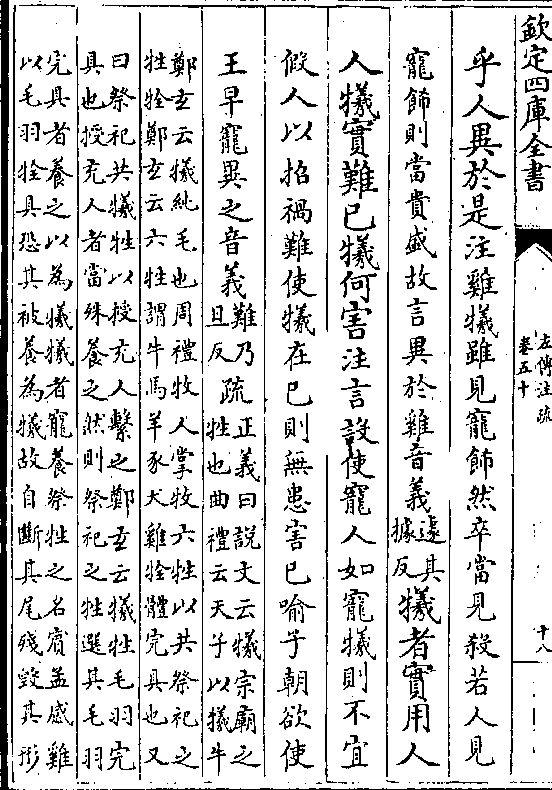 欽定四庫全書
左傳注疏
卷五十
十八
乎人異於是注雞犧雖見寵飾然卒當見殺若人見
寵飾則當貴盛故言異於雞音義遽其
據反
犧者實用人
人犧實難已犧何害注言設使寵人如寵犧則不宜
假人以招禍難使犧在已則無患害已喻子朝欲使
王早寵異之音義難乃
且反
疏正義曰說文云犧宗廟之
牲也曲禮云天子以犧牛
鄭玄云犧純毛也周禮牧人掌牧六牲以共祭祀之
牲牷鄭玄云六牲謂牛馬羊豕犬雞牷體完具也又
曰祭祀共犧牲以授充人繫之鄭玄云犧牲毛羽完
具也授充人者當殊養之然則祭祀之牲選其毛羽
完具者養之以為犧犧者寵養祭牲之名賓孟感雞
以毛羽牷具恐其被養為犧故自斷其尾殘毀其形